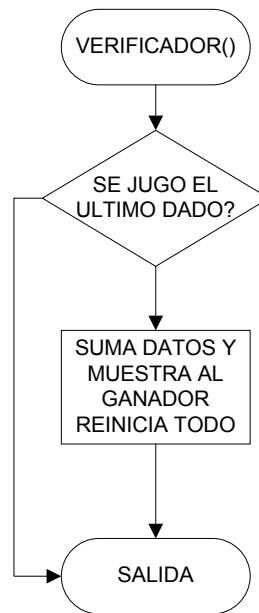 VERIFICADOR()
SE JUGO EL
ULTIMO DADO?
SUMA DATOS Y
MUESTRA AL
GANADOR
REINICIA TODO
SALIDA